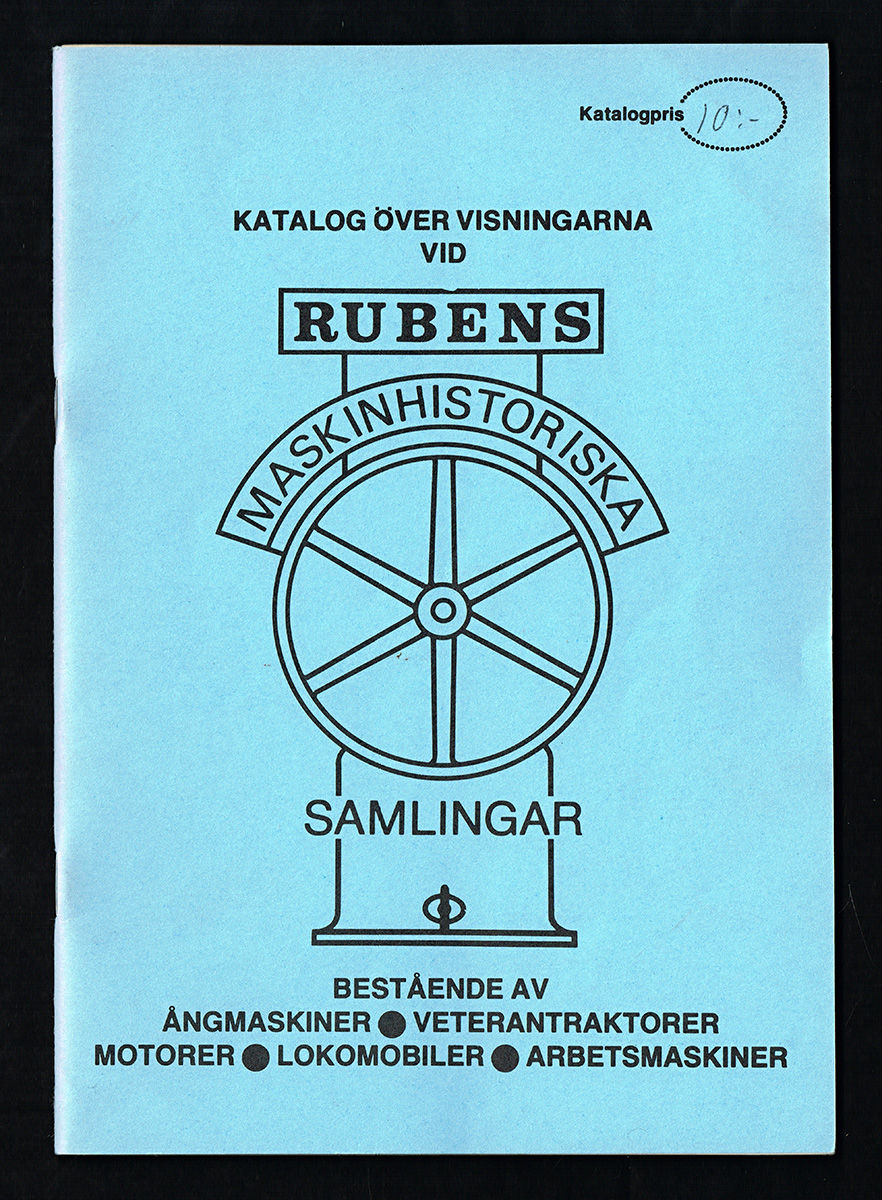 Katalogpris 10:-
KATALOG ÖVER VISNINGARNA
VID
RUBENS
MASKINHISTORISKA
SAMLINGAR
BESTÅENDE AV
ÅNGMASKINER ● VETERANTRAKTORER
MOTORER ● LOKOMOBILER ● ARBETSMASKINER